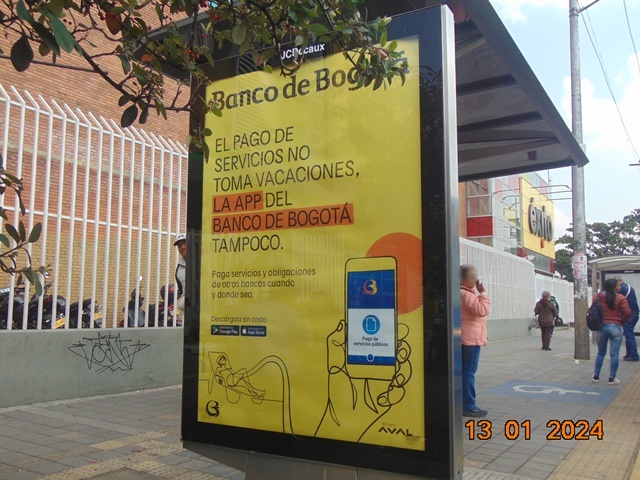 JCDecaux
Banco de Bogotá
EL PAGO DE
SERVICIOS NO
TOMA VACACIONES,
LA APP DEL
BANCO DE BOGOTÁ
TAMPOCO.
Paga servicios y obligaciones
de otros bancos cuando
y donde sea.
Descárgala sin costo
Google Play
App Store
Pago de
servicios públicos
AVAL
éxito
13 01 2024